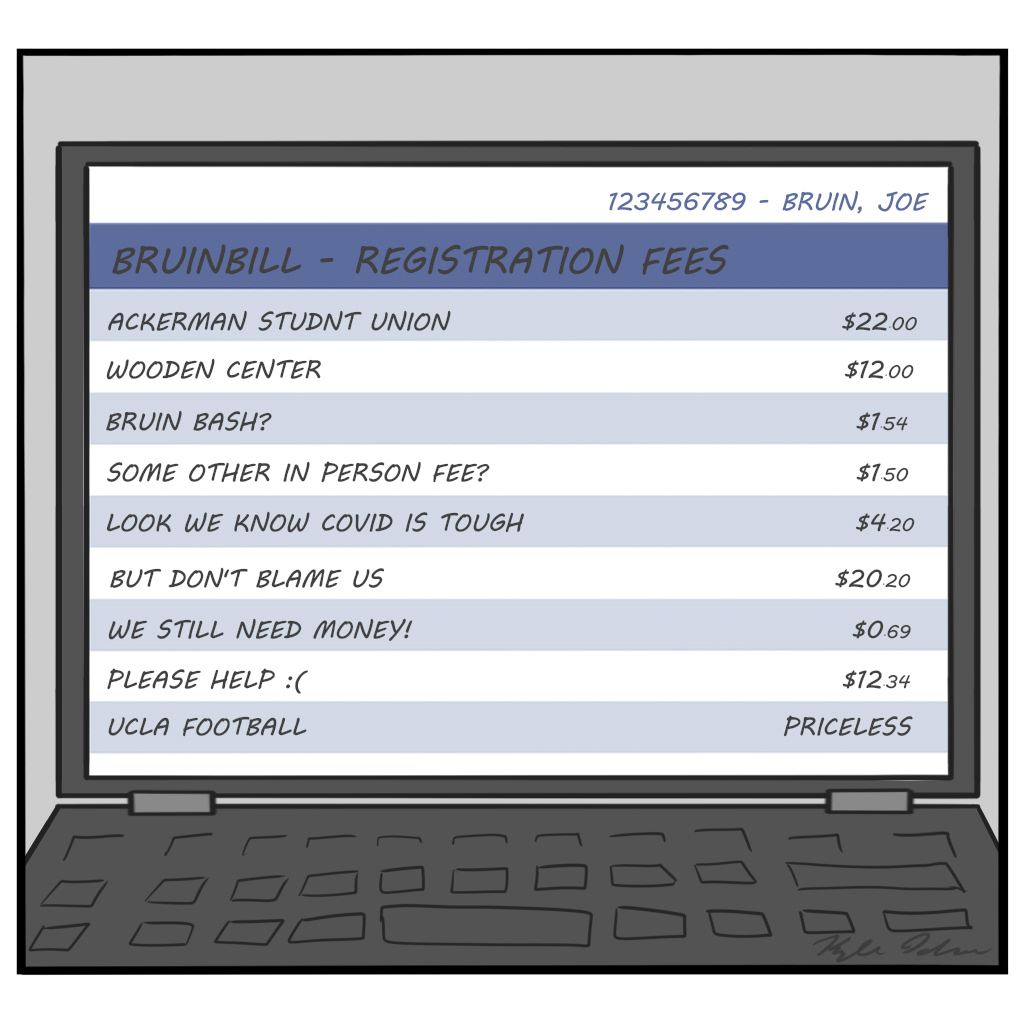 123456789 - BRUIN, JOE
BRUINBILL - REGISTRATION FEES
ACKERMAN STUDNT UNION $22.00
WOODEN CENTER $12.00
BRUIN BASH? $1.54
SOME OTHER IN PERSON FEE? $1.50
LOOK WE KNOW COVID IS TOUGH $4.20
BUT DON'T BLAME US $20.20
WE STILL NEED MONEY! $0.69
PLEASE HELP :( $12.34
UCLA FOOTBALL PRICELESS
Kyle